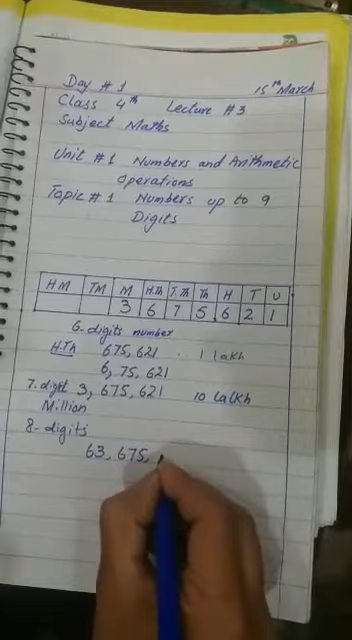 Day # 1 15th March
Class 4th Lecture # 3
Subject Maths
Unit # 1 Numbers and Arithmetic
Operations
Topic # 1 Numbers up to 9
Digits
HM TM M H.Th T.Th Th H T U
3 6 7 5 6 2 1
6-digits number
H.Th 675,621 1 lakh
6, 75, 621
7. digit 3, 675, 621 10 lakh
Million
8- digits
63, 675,